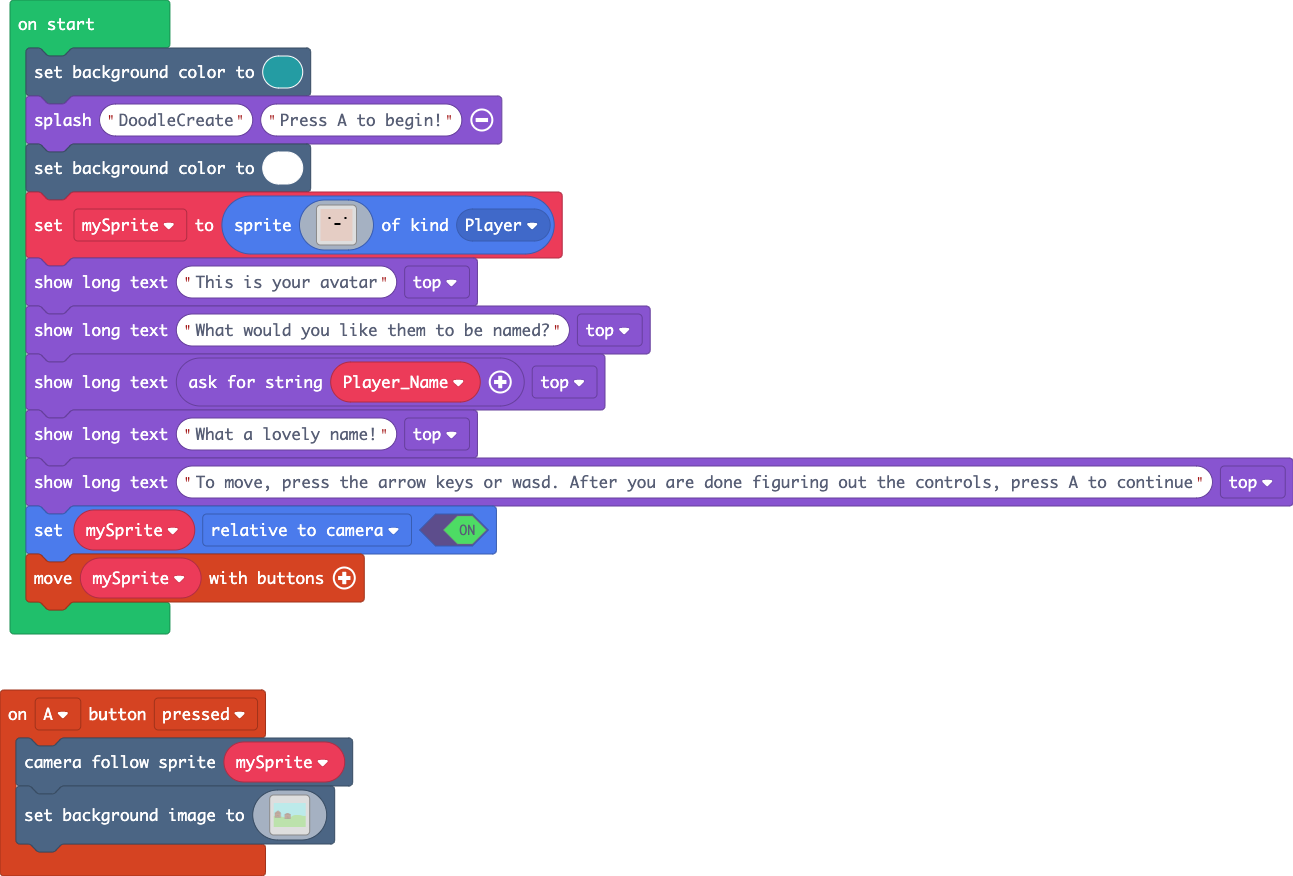 on start
set background color to
splash "DoodleCreate" "Press A to begin!"
set background color to
set mySprite to sprite of kind Player
show long text "This is your avatar" top
show long text "What would you like them to be named?" top
show long text ask for string Player_Name top
show long text "What a lovely name!" top
show long text "To move, press the arrow keys or wasd. After you are done figuring out the controls, press A to continue" top
set mySprite relative to camera ON
move mySprite with buttons
on A button pressed
camera follow sprite mySprite
set background image to